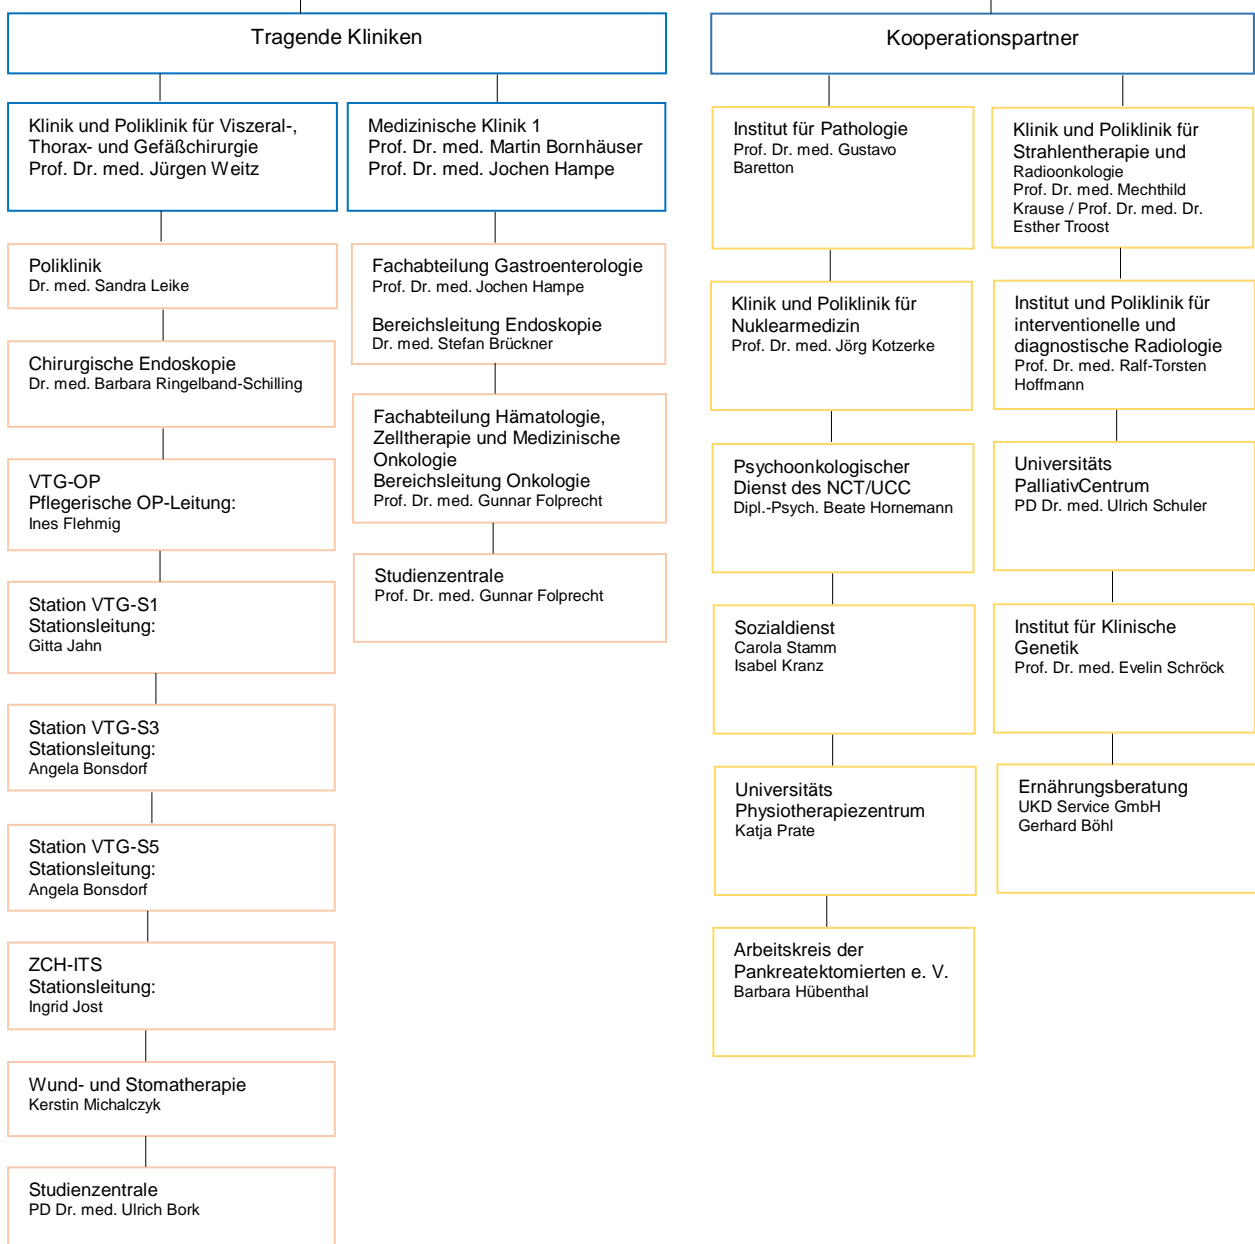 Tragende Kliniken
Klinik und Poliklinik für Viszeral-,
Thorax- und Gefäßchirurgie
Prof. Dr. med. Jürgen Weitz
Poliklinik
Dr. med. Sandra Leike
Chirurgische Endoskopie
Dr. med. Barbara Ringelband-Schilling
VTG-OP
Pflegerische OP-Leitung:
Ines Flehmig
Station VTG-S1
Stationsleitung:
Gitta Jahn
Station VTG-S3
Stationsleitung:
Angela Bonsdorf
Station VTG-S5
Stationsleitung:
Angela Bonsdorf
ZCH-ITS
Stationsleitung:
Ingrid Jost
Wund- und Stomatherapie
Kerstin Michalczyk
Studienzentrale
PD Dr. med. Ulrich Bork
Medizinische Klinik 1
Prof. Dr. med. Martin Bornhäuser
Prof. Dr. med. Jochen Hampe
Fachabteilung Gastroenterologie
Prof. Dr. med. Jochen Hampe
Bereichsleitung Endoskopie
Dr. med. Stefan Brückner
Fachabteilung Hämatologie,
Zelltherapie und Medizinische
Onkologie
Bereichsleitung Onkologie
Prof. Dr. med. Gunnar Folprecht
Studienzentrale
Prof. Dr. med. Gunnar Folprecht
Kooperationspartner
Institut für Pathologie
Prof. Dr. med. Gustavo
Baretton
Klinik und Poliklinik für
Nuklearmedizin
Prof. Dr. med. Jörg Kotzerke
Psychoonkologischer
Dienst des NCT/UCC
Dipl.-Psych. Beate Hornemann
Sozialdienst
Carola Stamm
Isabel Kranz
Universitäts
Physiotherapiezentrum
Katja Prate
Arbeitskreis der
Pankreatektomierten e. V.
Barbara Hübenthal
Klinik und Poliklinik für
Strahlentherapie und
Radioonkologie
Prof. Dr. med. Mechthild
Krause / Prof. Dr. med. Dr.
Esther Troost
Institut und Poliklinik für
interventionelle und
diagnostische Radiologie
Prof. Dr. med. Ralf-Torsten
Hoffmann
Universitäts
PalliativCentrum
PD Dr. med. Ulrich Schuler
Institut für Klinische
Genetik
Prof. Dr. med. Evelin Schröck
Ernährungsberatung
UKD Service GmbH
Gerhard Böhl